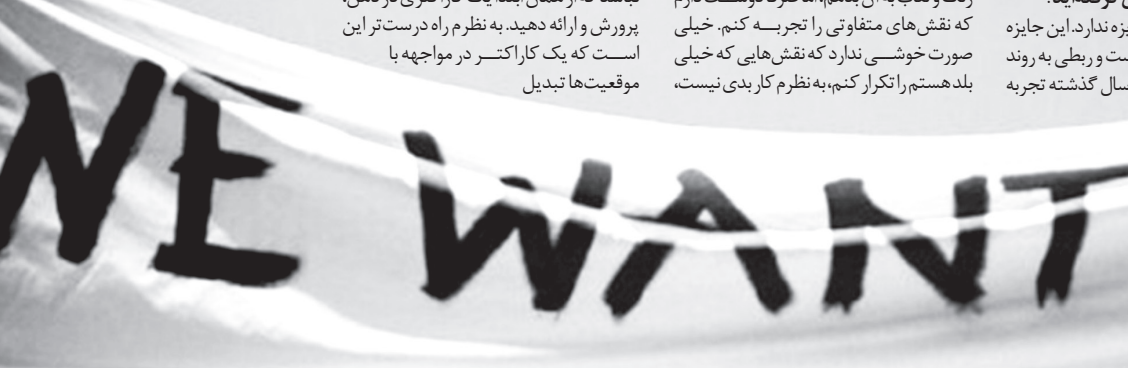 یزه ندارد. این جایزه
ست و ربطی به روند
سال گذشته تجربه
که نقش‌های متفاوتی را تجربه کنم. خیلی
صورت خوشی ندارد که نقش‌هایی که خیلی
بلد هستم را تکرار کنم، به نظرم کار بدی نیست،
پرورش و ارائه دهید. به نظرم راه درست‌تر این
است که یک کاراکتر در مواجهه با
موقعیت‌ها تبدیل
WE WANT